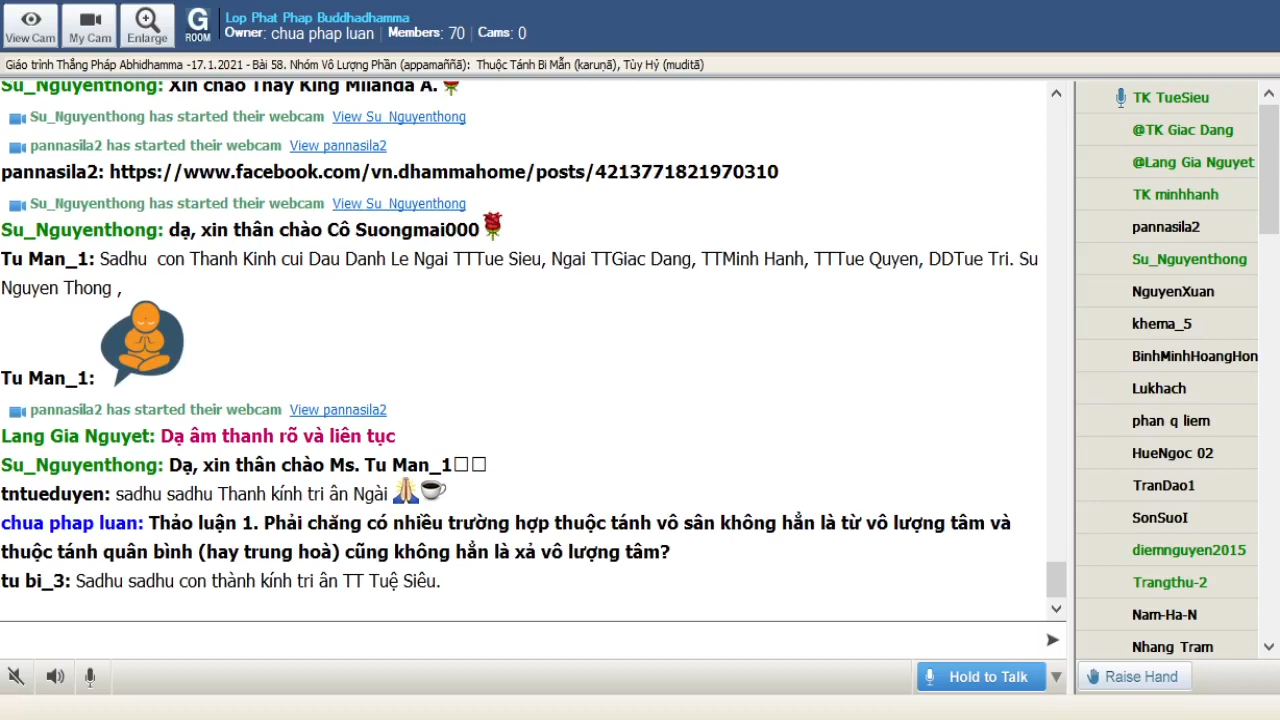 View Cam
My Cam
Enlarge
G
ROOM
Lop Phat Phap Buddhadhamma
Owner: chua phap luan | Members: 70 | Cams: 0
Giáo trình Thắng Pháp Abhidhamma -17.1.2021 - Bài 58. Nhóm Vô Lượng Phần (appamaññā): Thuộc Tánh Bi Mẫn (karuṇā), Tùy Hỷ (muditā)
Su_Nguyenthong: Xin chào Thầy King Milanda A.
Su_Nguyenthong has started their webcam View Su_Nguyenthong
pannasila2 has started their webcam View pannasila2
pannasila2: https://www.facebook.com/vn.dhammahome/posts/4213771821970310
Su_Nguyenthong has started their webcam View Su_Nguyenthong
Su_Nguyenthong: dạ, xin thân chào Cô Suongmai000
Tu Man_1: Sadhu con Thanh Kinh cui Dau Danh Le Ngai TTTue Sieu, Ngai TTGiac Dang, TTMinh Hanh, TTTue Quyen, DDTue Tri. Su
Nguyen Thong ,
Tu Man_1:
pannasila2 has started their webcam View pannasila2
Lang Gia Nguyet: Dạ âm thanh rõ và liên tục
Su_Nguyenthong: Dạ, xin thân chào Ms. Tu Man_1
tntueduyen: sadhu sadhu Thanh kính tri ân Ngài
chua phap luan: Thảo luận 1. Phải chăng có nhiều trường hợp thuộc tánh vô sân không hẳn là từ vô lượng tâm và
thuộc tánh quân bình (hay trung hoà) cũng không hẳn là xả vô lượng tâm?
tu bi_3: Sadhu sadhu con thành kính tri ân TT Tuệ Siêu.
Hold to Talk
TK TueSieu
@TK Giac Dang
@Lang Gia Nguyet
TK minhhanh
pannasila2
Su_Nguyenthong
NguyenXuan
khema_5
BinhMinhHoangHon
Lukhach
phan q liem
HueNgoc 02
TranDao1
SonSuoI
diemnguyen2015
Trangthu-2
Nam-Ha-N
Nhang Tram
Raise Hand